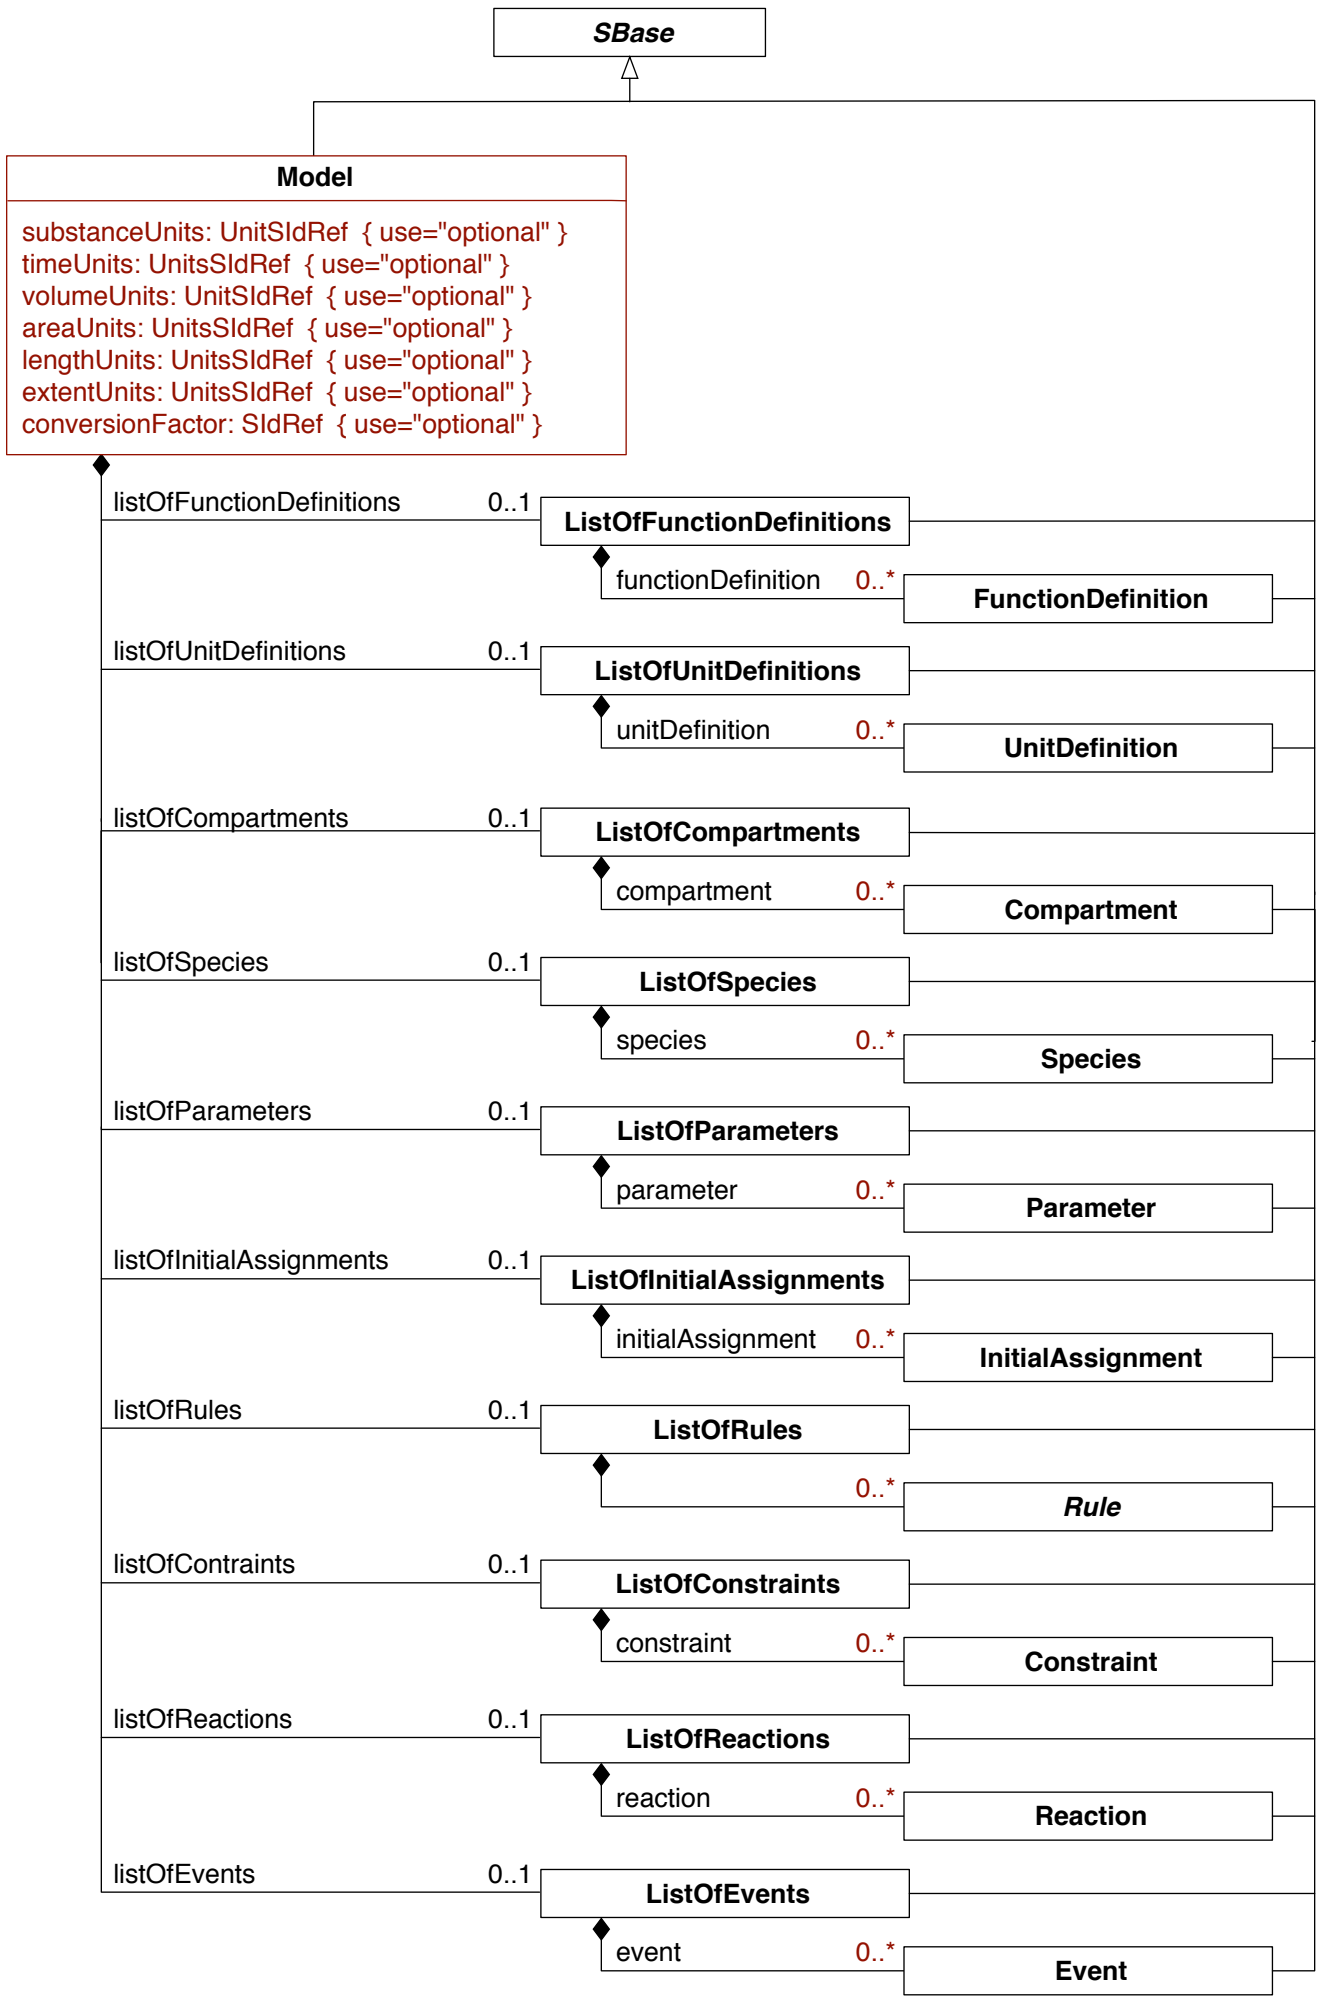 SBase
Model
substanceUnits: UnitSIdRef { use="optional" }
timeUnits: UnitsSIdRef { use="optional" }
volumeUnits: UnitSIdRef { use="optional" }
areaUnits: UnitsSIdRef { use="optional" }
lengthUnits: UnitsSIdRef { use="optional" }
extentUnits: UnitsSIdRef { use="optional" }
conversionFactor: SIdRef { use="optional" }
listOfFunctionDefinitions 0..1 ListOfFunctionDefinitions
functionDefinition 0..* FunctionDefinition
listOfUnitDefinitions 0..1 ListOfUnitDefinitions
unitDefinition 0..* UnitDefinition
listOfCompartments 0..1 ListOfCompartments
compartment 0..* Compartment
listOfSpecies 0..1 ListOfSpecies
species 0..* Species
listOfParameters 0..1 ListOfParameters
parameter 0..* Parameter
listOfInitialAssignments 0..1 ListOfInitialAssignments
initialAssignment 0..* InitialAssignment
listOfRules 0..1 ListOfRules
0..* Rule
listOfContraints 0..1 ListOfConstraints
constraint 0..* Constraint
listOfReactions 0..1 ListOfReactions
reaction 0..* Reaction
listOfEvents 0..1 ListOfEvents
event 0..* Event